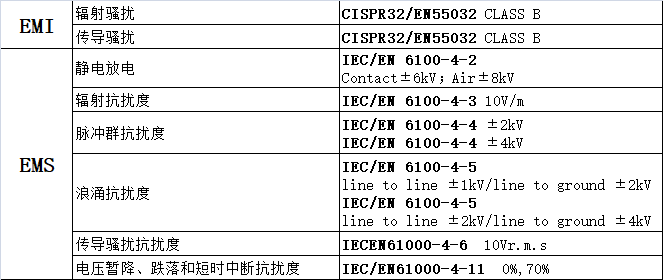 EMI
辐射骚扰 CISPR32/EN55032 CLASS B
传导骚扰 CISPR32/EN55032 CLASS B
EMS
静电放电 IEC/EN 6100-4-2
Contact±6kV；Air±8kV
辐射抗扰度 IEC/EN 6100-4-3 10V/m
脉冲群抗扰度 IEC/EN 6100-4-4 ±2kV
IEC/EN 6100-4-4 ±4kV
浪涌抗扰度 IEC/EN 6100-4-5
line to line ±1kV/line to ground ±2kV
IEC/EN 6100-4-5
line to line ±2kV/line to ground ±4kV
传导骚扰抗扰度 IECEN61000-4-6 10Vr.m.s
电压暂降、跌落和短时中断抗扰度 IEC/EN61000-4-11 0%,70%